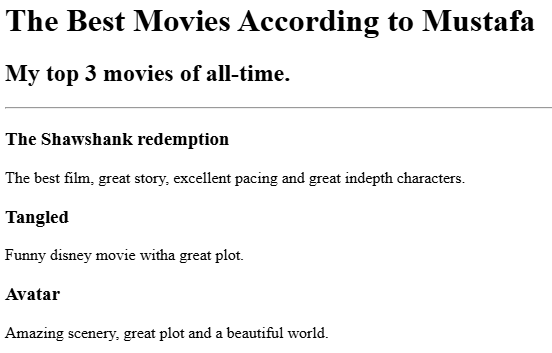 The Best Movies According to Mustafa
My top 3 movies of all-time.
The Shawshank redemption
The best film, great story, excellent pacing and great indepth characters.
Tangled
Funny disney movie witha great plot.
Avatar
Amazing scenery, great plot and a beautiful world.